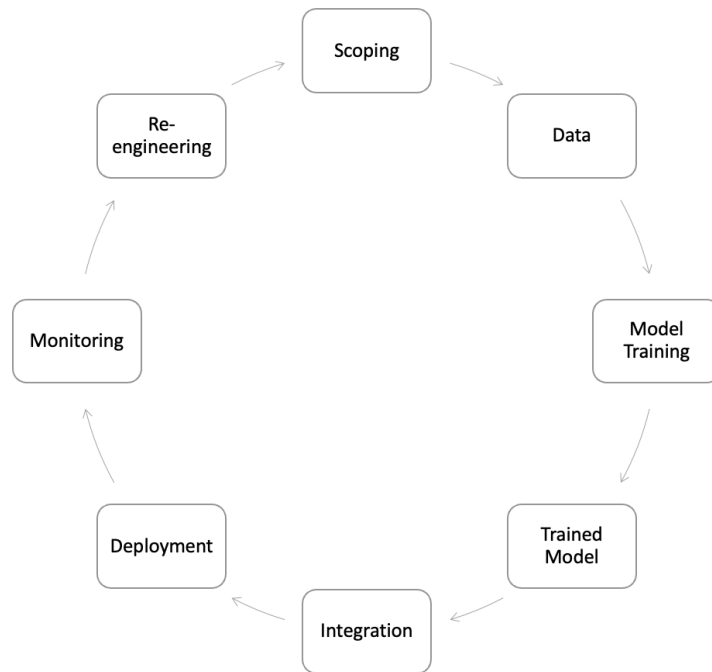 Scoping
Data
Model
Training
Trained
Model
Integration
Deployment
Monitoring
Re-
engineering